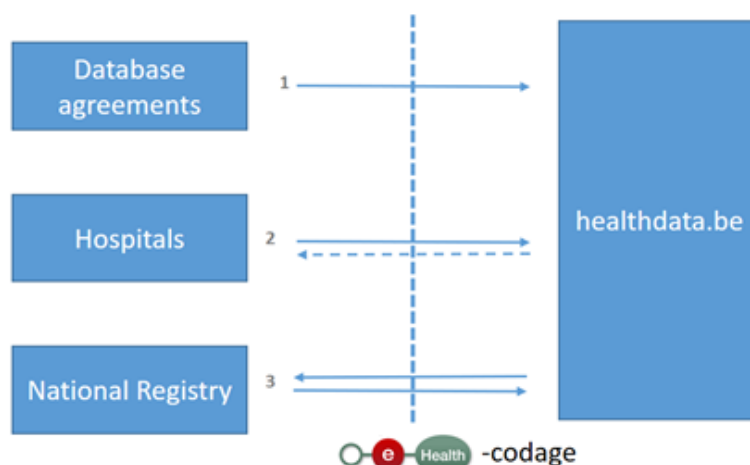 Database
agreements
1
Hospitals
2
healthdata.be
National Registry
3
e Health -codage